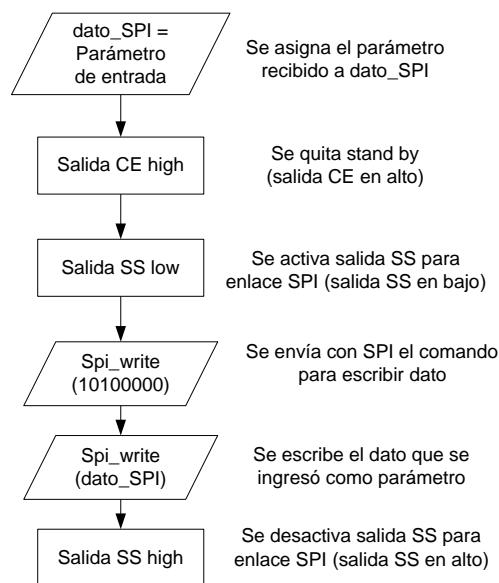 dato_SPI =
Parámetro
de entrada
Se asigna el parámetro
recibido a dato_SPI
Salida CE high
Se quita stand by
(salida CE en alto)
Salida SS low
Se activa salida SS para
enlace SPI (salida SS en bajo)
Spi_write
(10100000)
Se envía con SPI el comando
para escribir dato
Spi_write
(dato_SPI)
Se escribe el dato que se
ingresó como parámetro
Salida SS high
Se desactiva salida SS para
enlace SPI (salida SS en alto)